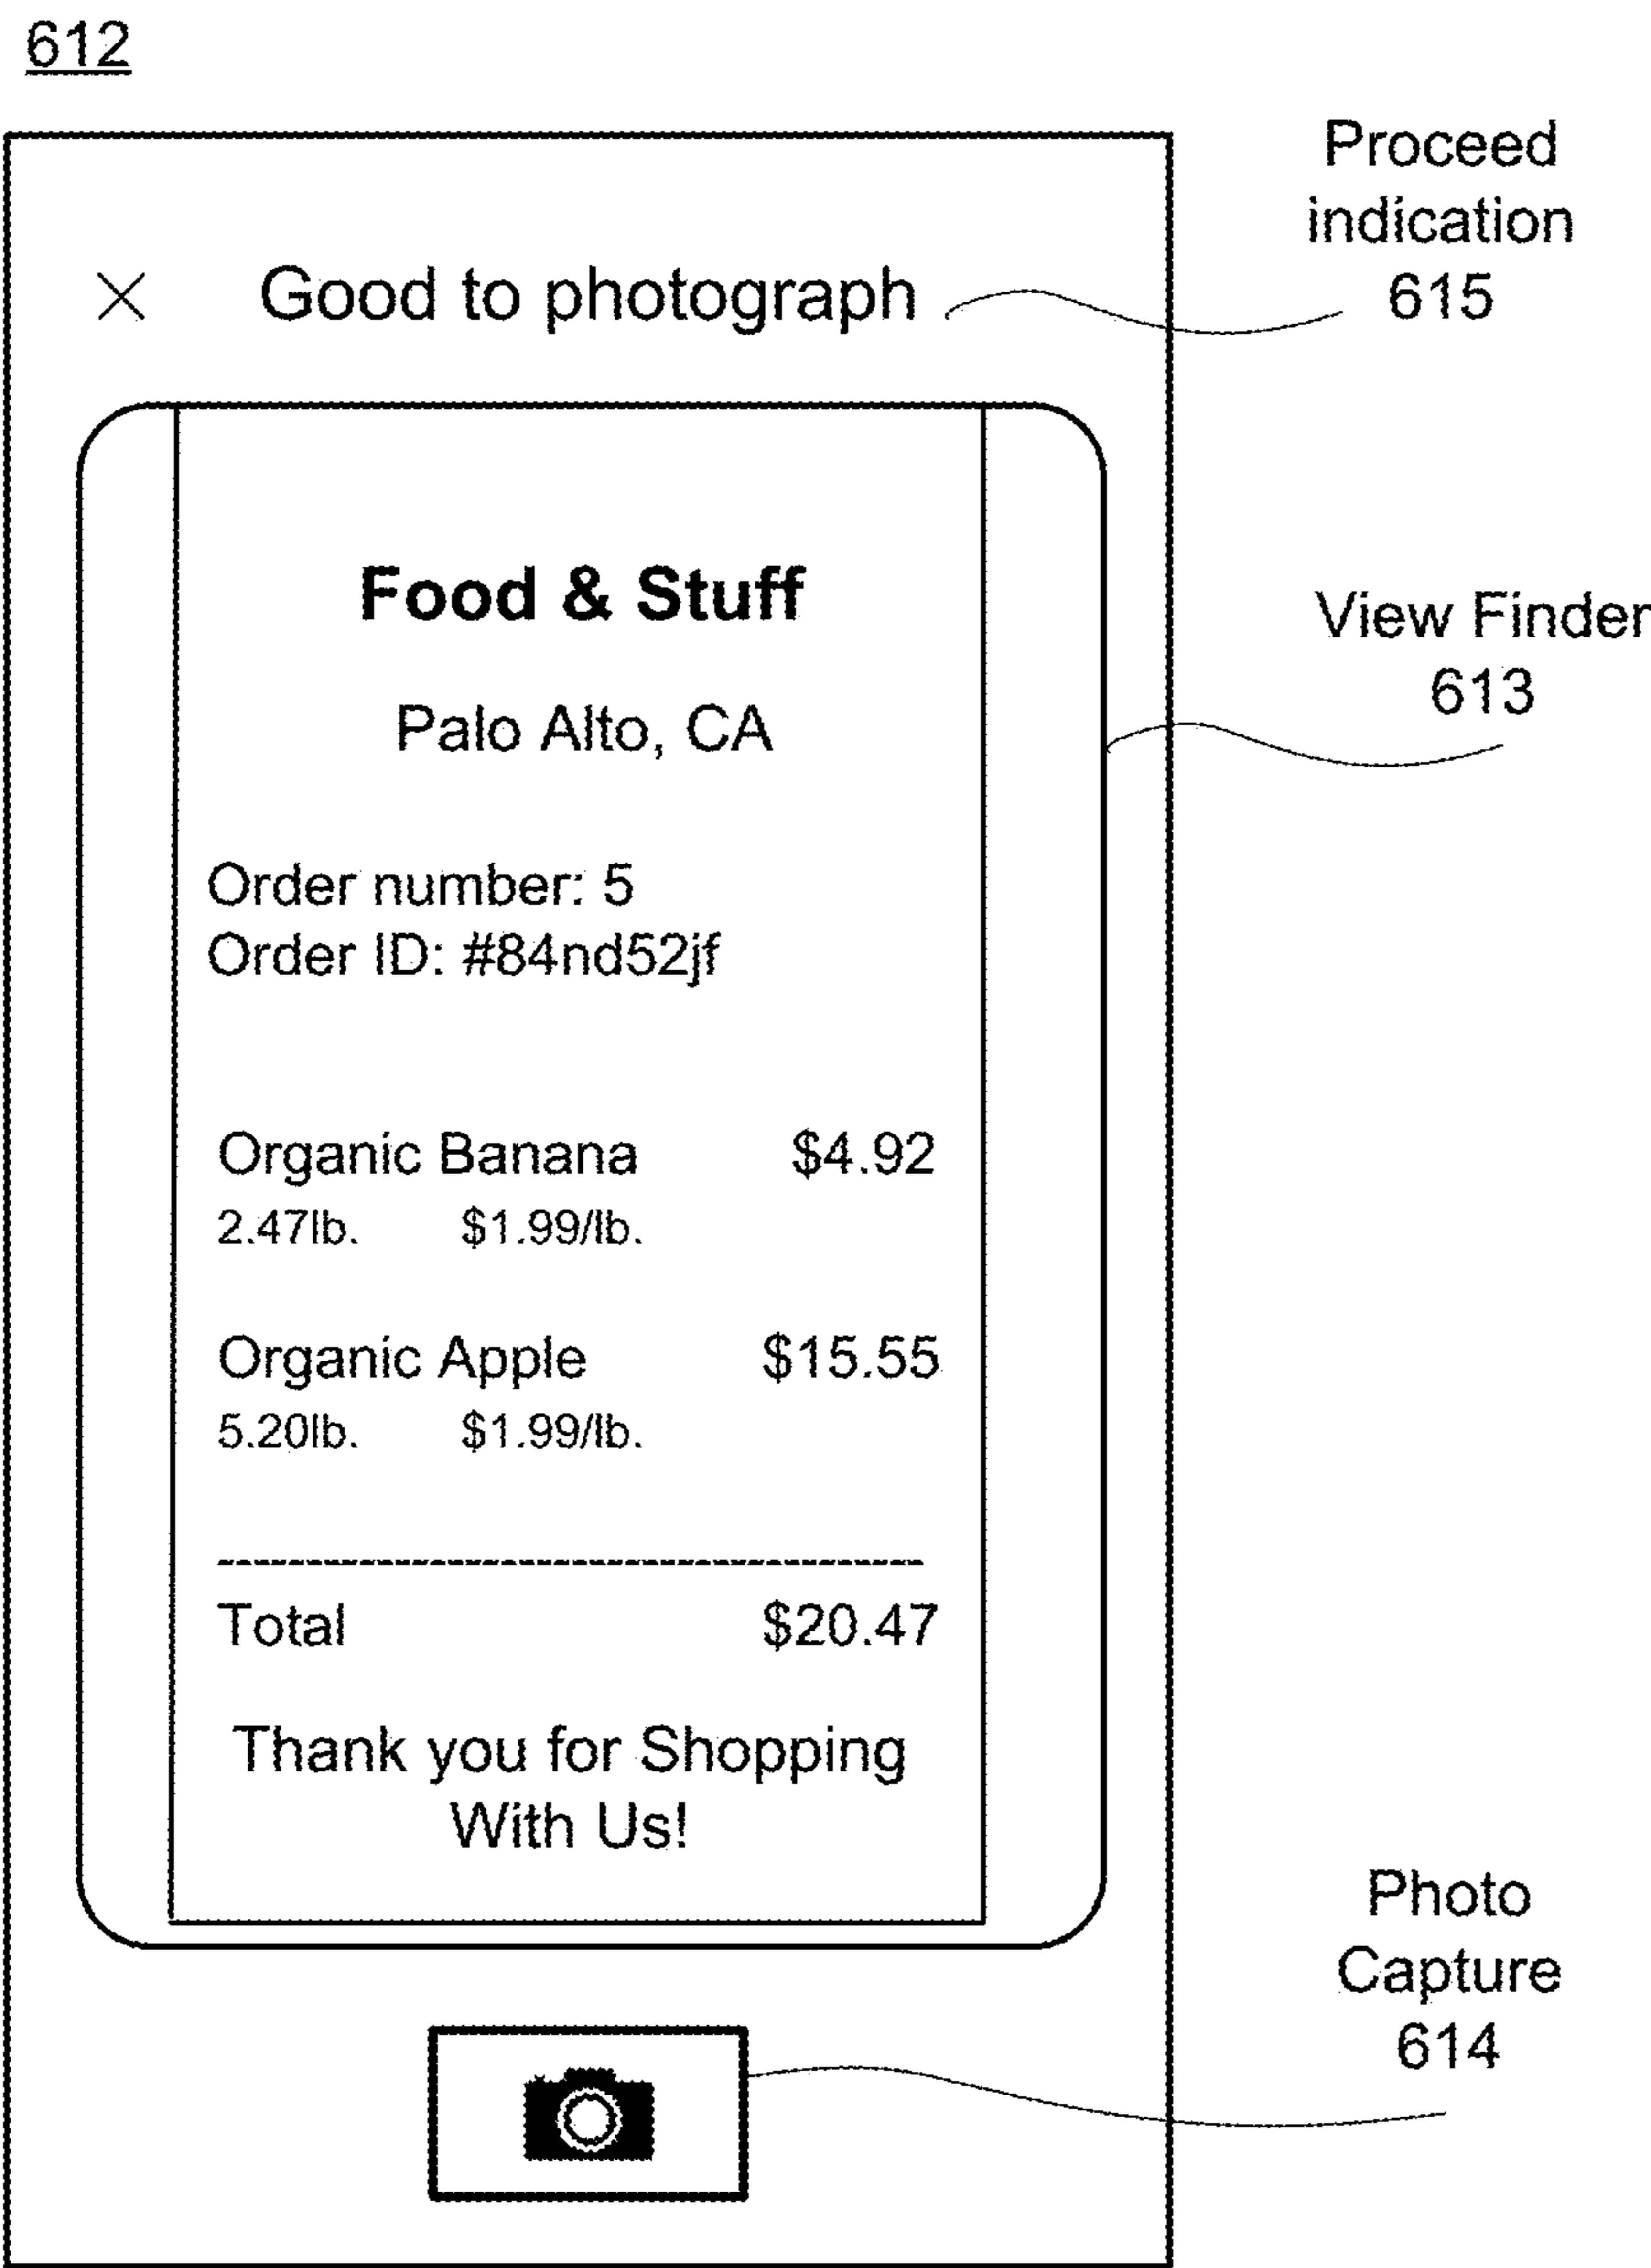 612
Proceed
indication
615
× Good to photograph
View Finder
613
Food & Stuff
Palo Alto, CA
Order number: 5
Order ID: #84nd52jf
Organic Banana $4.92
2.47lb. $1.99/lb.
Organic Apple $15.55
5.20lb. $1.99/lb.
----------------------------------------
Total $20.47
Thank you for Shopping
With Us!
Photo
Capture
614